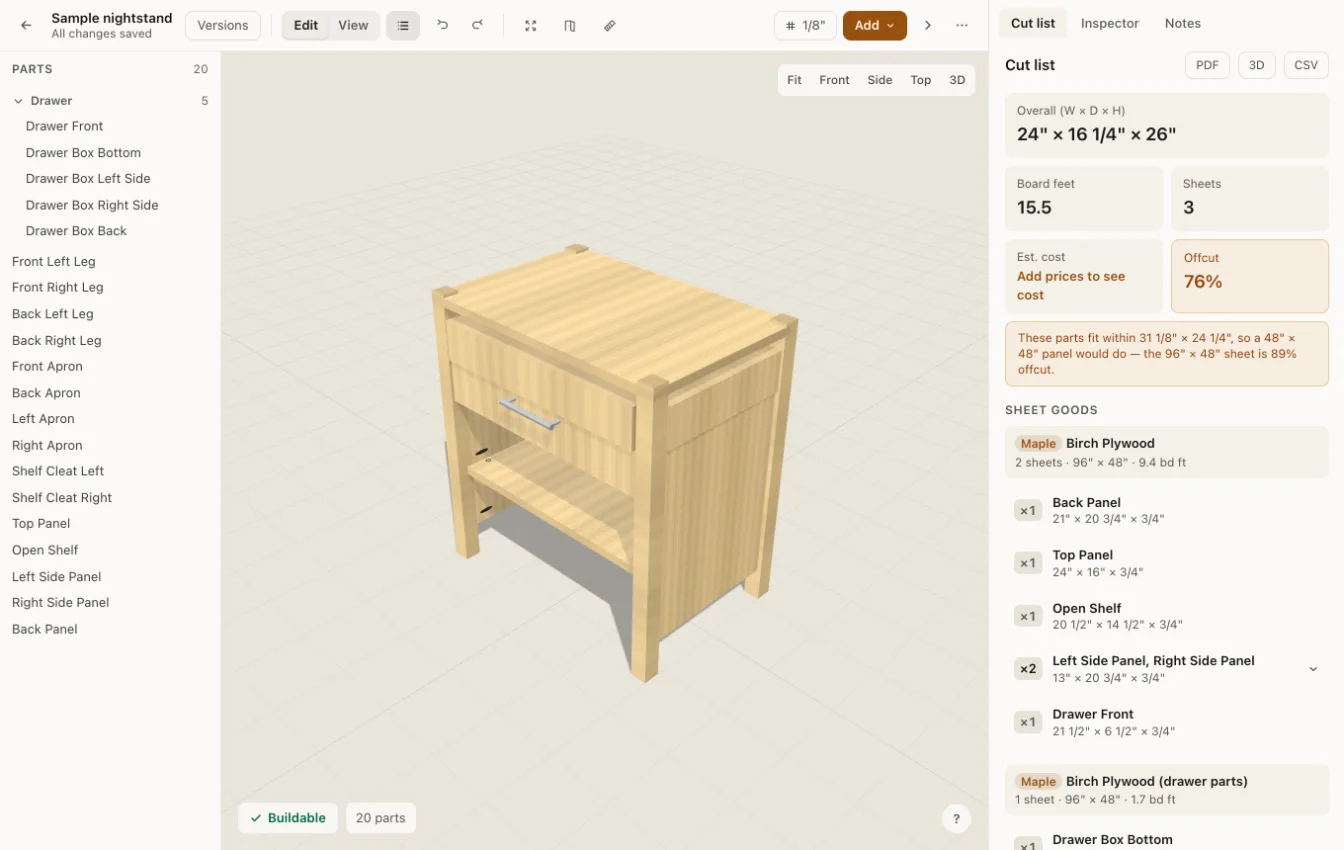 Sample nightstand
All changes saved
Versions
Edit
View
# 1/8"
Add
PARTS 20
Drawer 5
Drawer Front
Drawer Box Bottom
Drawer Box Left Side
Drawer Box Right Side
Drawer Box Back
Front Left Leg
Front Right Leg
Back Left Leg
Back Right Leg
Front Apron
Back Apron
Left Apron
Right Apron
Shelf Cleat Left
Shelf Cleat Right
Top Panel
Open Shelf
Left Side Panel
Right Side Panel
Back Panel
Fit Front Side Top 3D
Buildable
20 parts
?
Cut list Inspector Notes
Cut list
PDF 3D CSV
Overall (W × D × H)
24" × 16 1/4" × 26"
Board feet
15.5
Sheets
3
Est. cost
Add prices to see
cost
Offcut
76%
These parts fit within 31 1/8" × 24 1/4", so a 48" ×
48" panel would do — the 96" × 48" sheet is 89%
offcut.
SHEET GOODS
Maple Birch Plywood
2 sheets · 96" × 48" · 9.4 bd ft
×1 Back Panel
21" × 20 3/4" × 3/4"
×1 Top Panel
24" × 16" × 3/4"
×1 Open Shelf
20 1/2" × 14 1/2" × 3/4"
×2 Left Side Panel, Right Side Panel
13" × 20 3/4" × 3/4"
×1 Drawer Front
21 1/2" × 6 1/2" × 3/4"
Maple Birch Plywood (drawer parts)
1 sheet · 96" × 48" · 1.7 bd ft
×1 Drawer Box Bottom